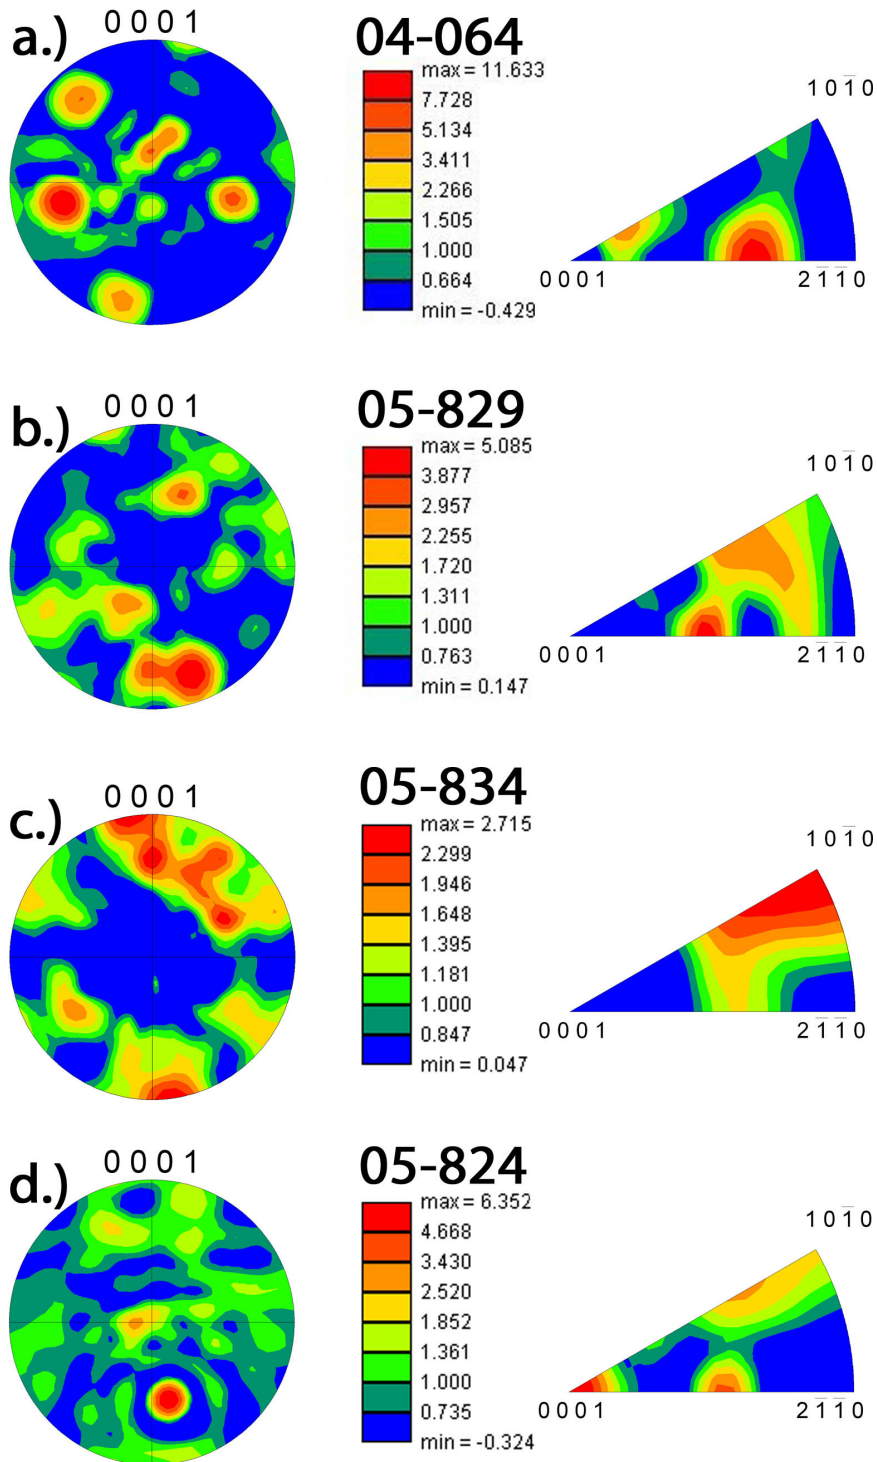 a.) 0 0 0 1 04-064
max = 11.633
7.728
5.134
3.411
2.266
1.505
1.000
0.664
min = -0.429
1 0 1̅ 0
0 0 0 1 2 1̅ 1̅ 0
b.) 0 0 0 1 05-829
max = 5.085
3.877
2.957
2.255
1.720
1.311
1.000
0.763
min = 0.147
1 0 1̅ 0
0 0 0 1 2 1̅ 1̅ 0
c.) 0 0 0 1 05-834
max = 2.715
2.299
1.946
1.648
1.395
1.181
1.000
0.847
min = 0.047
1 0 1̅ 0
0 0 0 1 2 1̅ 1̅ 0
d.) 0 0 0 1 05-824
max = 6.352
4.668
3.430
2.520
1.852
1.361
1.000
0.735
min = -0.324
1 0 1̅ 0
0 0 0 1 2 1̅ 1̅ 0